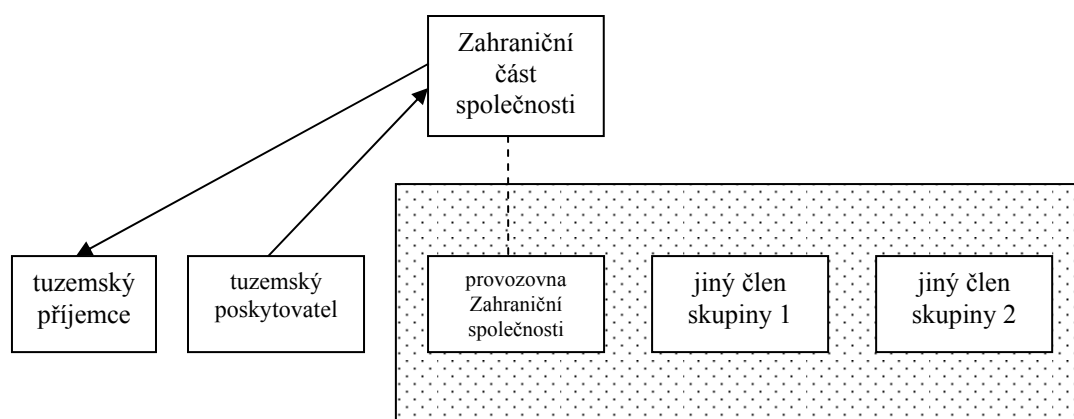 Zahraniční
část
společnosti
tuzemský
příjemce
tuzemský
poskytovatel
provozovna
Zahraniční
společnosti
jiný člen
skupiny 1
jiný člen
skupiny 2